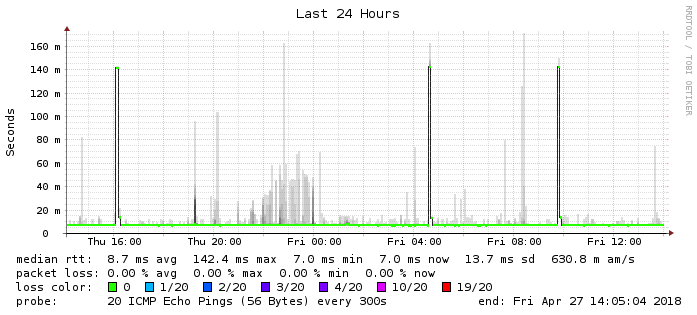 Last 24 Hours
RRDTOOL / TOBI OETIKER
Seconds
160 m
140 m
120 m
100 m
80 m
60 m
40 m
20 m
0
Thu 16:00 Thu 20:00 Fri 00:00 Fri 04:00 Fri 08:00 Fri 12:00
median rtt: 8.7 ms avg 142.4 ms max 7.0 ms min 7.0 ms now 13.7 ms sd 630.8 m am/s
packet loss: 0.00 % avg 0.00 % max 0.00 % min 0.00 % now
loss color: 0 1/20 2/20 3/20 4/20 10/20 19/20
probe: 20 ICMP Echo Pings (56 Bytes) every 300s end: Fri Apr 27 14:05:04 2018